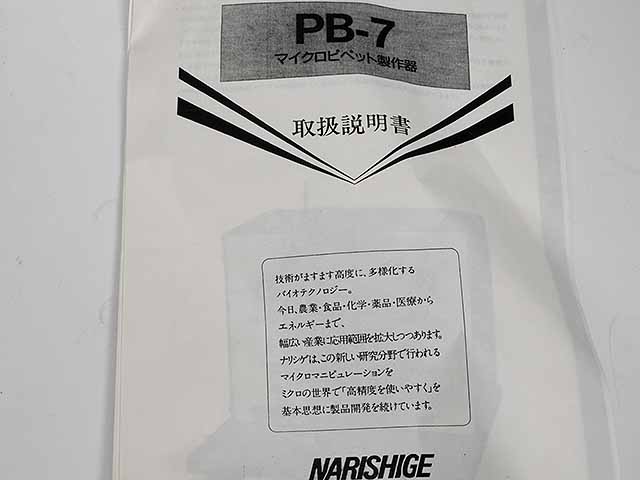 PB-7
マイクロピペット製作器
取扱説明書
技術がますます高度に、多様化する
バイオテクノロジー。
今日、農業・食品・化学・薬品・医療から
エネルギーまで、
幅広い産業に応用範囲を拡大しつつあります。
ナリシゲは、この新しい研究分野で行われる
マイクロマニピュレーションを
ミクロの世界で「高精度を使いやすく」を
基本思想に製品開発を続けています。
NARISHIGE